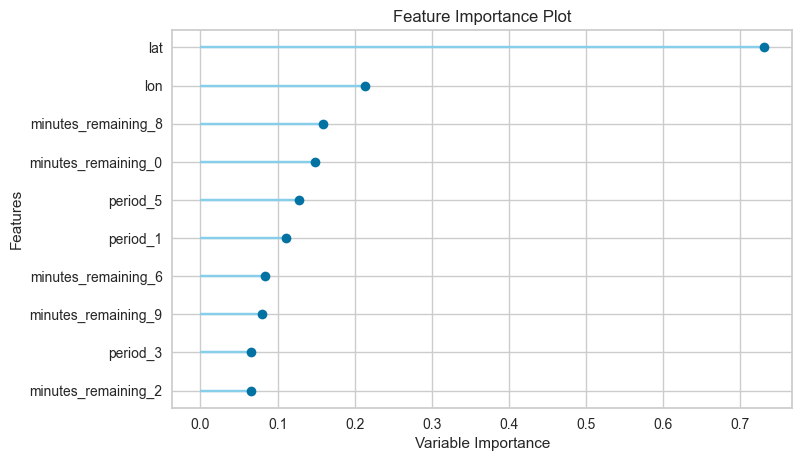 Feature Importance Plot
Features
lat
lon
minutes_remaining_8
minutes_remaining_0
period_5
period_1
minutes_remaining_6
minutes_remaining_9
period_3
minutes_remaining_2
0.0 0.1 0.2 0.3 0.4 0.5 0.6 0.7
Variable Importance